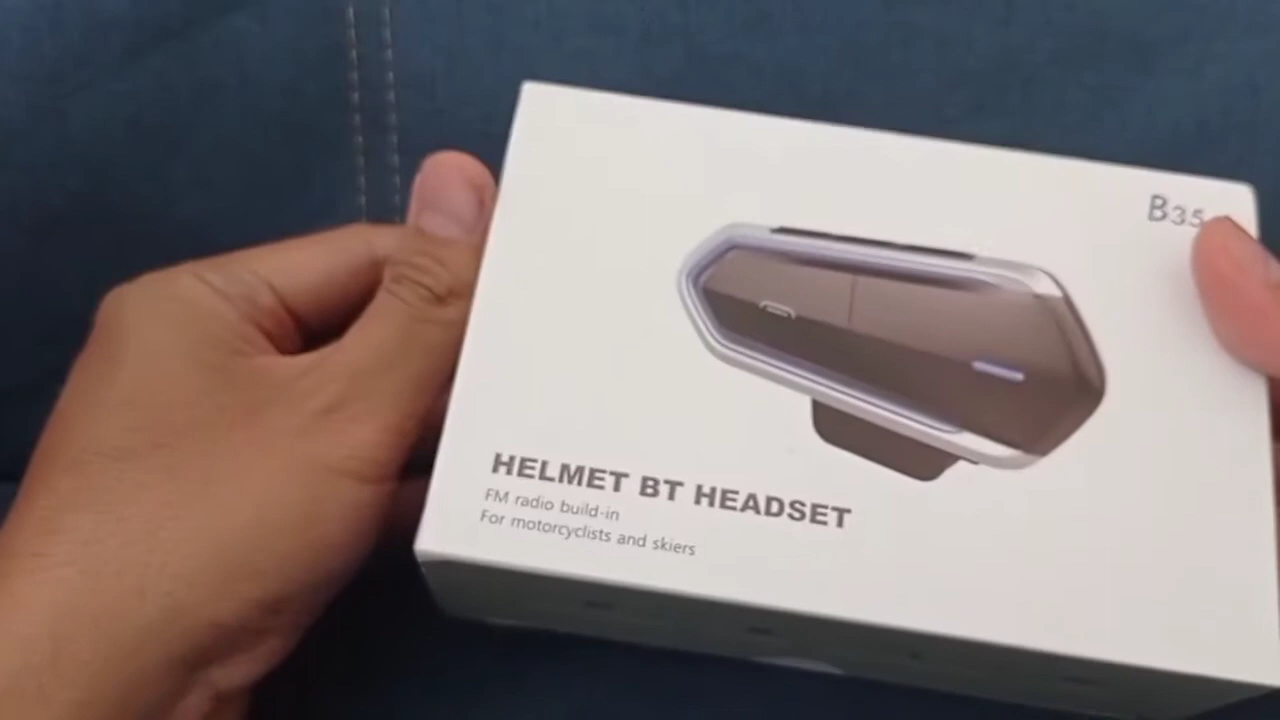 B35
HELMET BT HEADSET
FM radio build-in
For motorcyclists and skiers